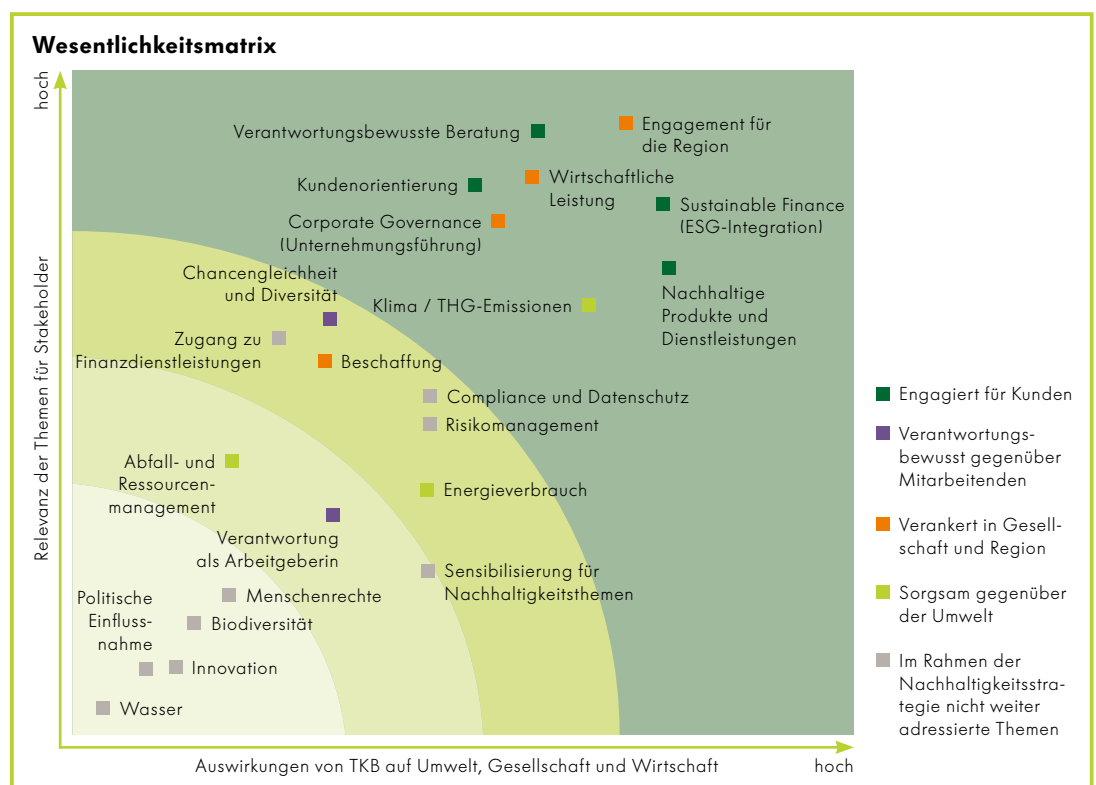 Wesentlichkeitsmatrix
hoch
Relevanz der Themen für Stakeholder
Verantwortungsbewusste Beratung
Engagement für
die Region
Kundenorientierung
Wirtschaftliche
Leistung
Corporate Governance
(Unternehmungsführung)
Sustainable Finance
(ESG-Integration)
Chancengleichheit
und Diversität
Klima / THG-Emissionen
Nachhaltige
Produkte und
Dienstleistungen
Zugang zu
Finanzdienstleistungen
Beschaffung
Compliance und Datenschutz
Risikomanagement
Abfall- und
Ressourcen-
management
Energieverbrauch
Verantwortung
als Arbeitgeberin
Sensibilisierung für
Nachhaltigkeitsthemen
Menschenrechte
Politische
Einfluss-
nahme
Biodiversität
Innovation
Wasser
Auswirkungen von TKB auf Umwelt, Gesellschaft und Wirtschaft
hoch
Engagiert für Kunden
Verantwortungs-
bewusst gegenüber
Mitarbeitenden
Verankert in Gesell-
schaft und Region
Sorgsam gegenüber
der Umwelt
Im Rahmen der
Nachhaltigkeitsstra-
tegie nicht weiter
adressierte Themen